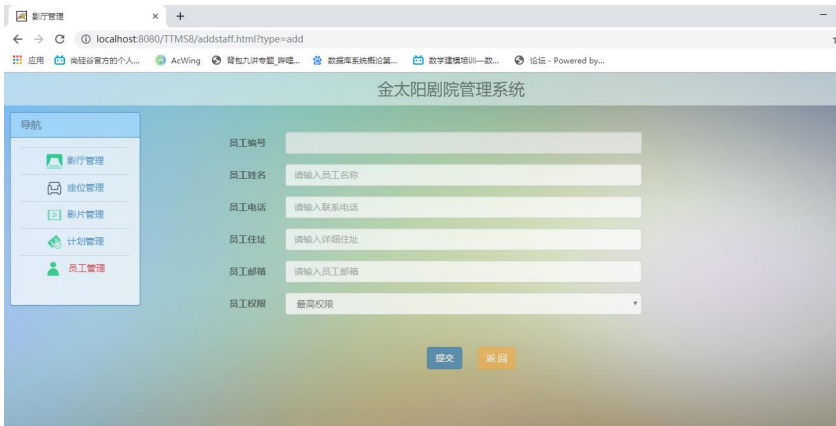 影厅管理
localhost:8080/TTMS8/addstaff.html?type=add
应用 尚硅谷官方的个人... AcWing 背包九讲专题_哔哩... 数据库系统概论第... 数学建模培训—数... 论坛 - Powered by...
金太阳剧院管理系统
导航
影厅管理
座位管理
影片管理
计划管理
员工管理
员工编号
员工姓名 请输入员工名称
员工电话 请输入联系电话
员工住址 请输入详细住址
员工邮箱 请输入员工邮箱
员工权限 最高权限
提交 返回